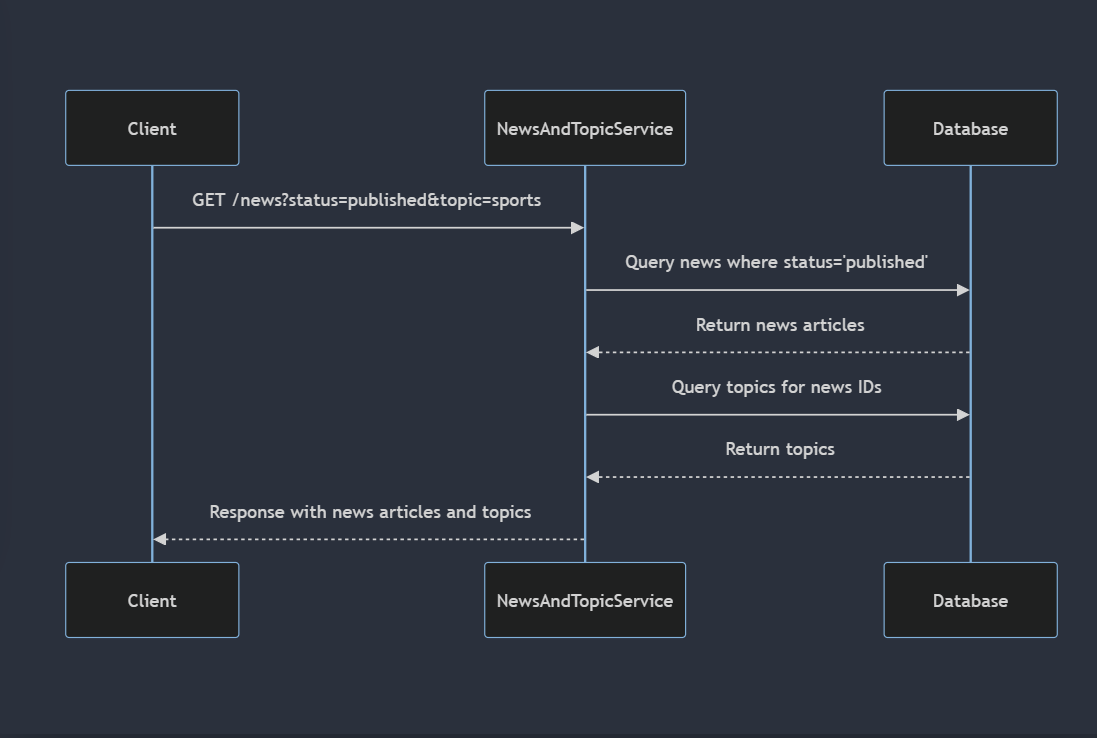 Client
NewsAndTopicService
Database
GET /news?status=published&topic=sports
Query news where status='published'
Return news articles
Query topics for news IDs
Return topics
Response with news articles and topics
Client
NewsAndTopicService
Database